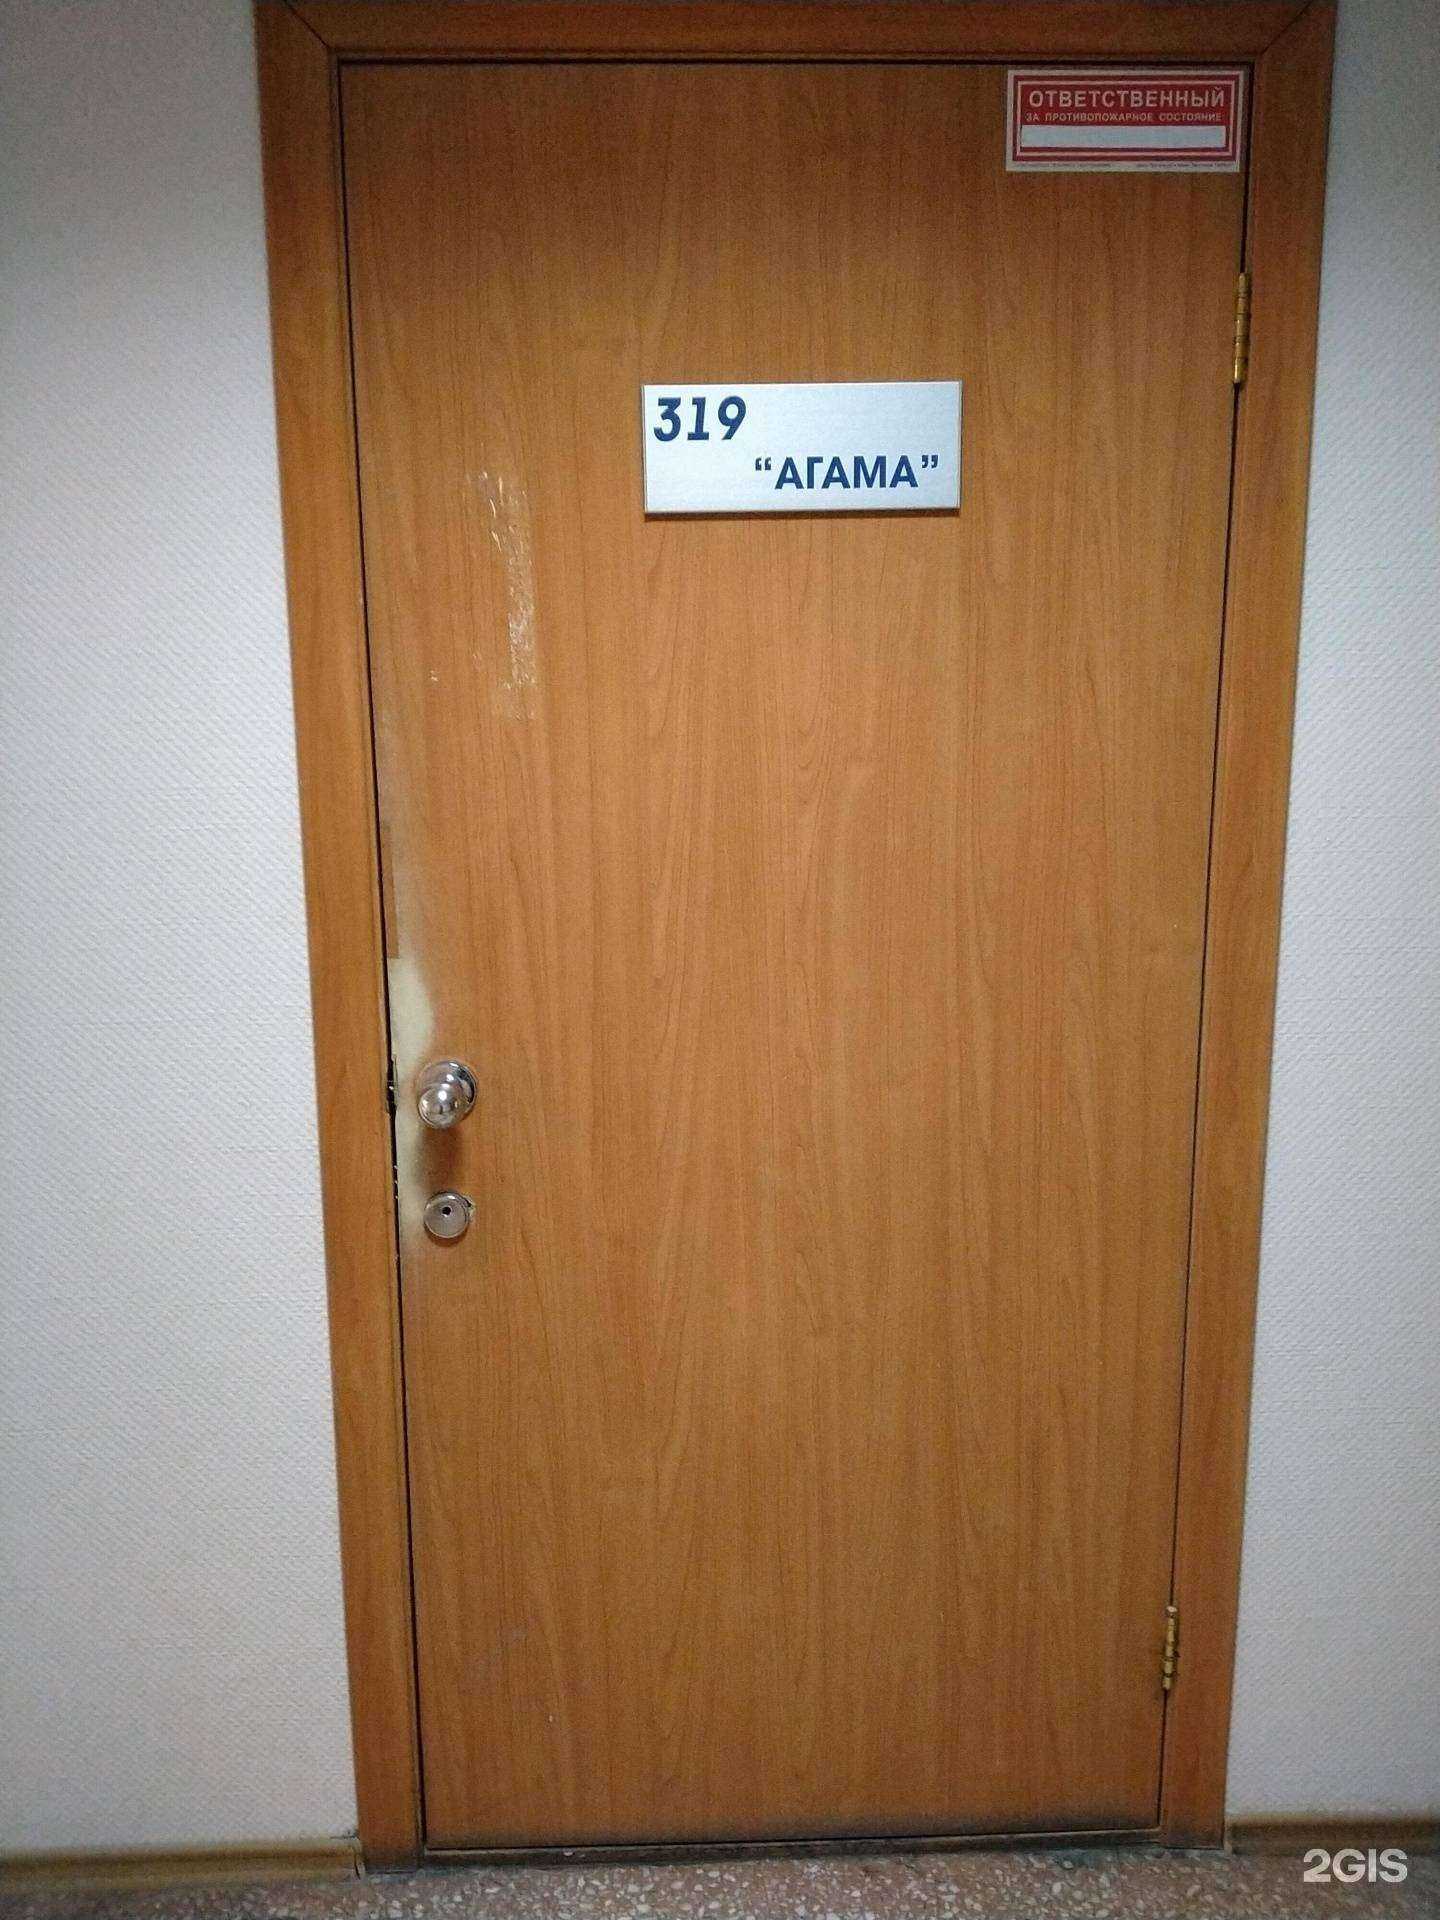 ОТВЕТСТВЕННЫЙ
ЗА ПРОТИВОПОЖАРНОЕ СОСТОЯНИЕ
319
“АГАМА”
2GIS